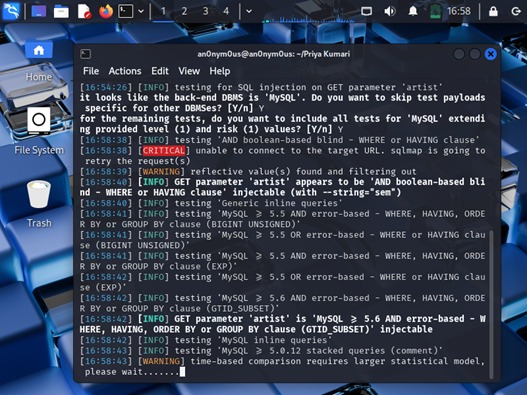 1 2 3 4
16:58
an0nym0us@an0nym0us: ~/Priya Kumari
File Actions Edit View Help
Home
File System
Trash
[16:54:26] [INFO] testing for SQL injection on GET parameter 'artist'
it looks like the back-end DBMS is 'MySQL'. Do you want to skip test payloads
specific for other DBMSes? [Y/n] Y
for the remaining tests, do you want to include all tests for 'MySQL' extendi
ng provided level (1) and risk (1) values? [Y/n] Y
[16:58:38] [INFO] testing 'AND boolean-based blind - WHERE or HAVING clause'
[16:58:38] [CRITICAL] unable to connect to the target URL. sqlmap is going to
retry the request(s)
[16:58:39] [WARNING] reflective value(s) found and filtering out
[16:58:40] [INFO] GET parameter 'artist' appears to be 'AND boolean-based bli
nd - WHERE or HAVING clause' injectable (with --string="sem")
[16:58:40] [INFO] testing 'Generic inline queries'
[16:58:41] [INFO] testing 'MySQL ≥ 5.5 AND error-based - WHERE, HAVING, ORDE
R BY or GROUP BY clause (BIGINT UNSIGNED)'
[16:58:41] [INFO] testing 'MySQL ≥ 5.5 OR error-based - WHERE or HAVING clau
se (BIGINT UNSIGNED)'
[16:58:41] [INFO] testing 'MySQL ≥ 5.5 AND error-based - WHERE, HAVING, ORDE
R BY or GROUP BY clause (EXP)'
[16:58:42] [INFO] testing 'MySQL ≥ 5.5 OR error-based - WHERE or HAVING clau
se (EXP)'
[16:58:42] [INFO] testing 'MySQL ≥ 5.6 AND error-based - WHERE, HAVING, ORDE
R BY or GROUP BY clause (GTID_SUBSET)'
[16:58:42] [INFO] GET parameter 'artist' is 'MySQL ≥ 5.6 AND error-based - W
HERE, HAVING, ORDER BY or GROUP BY clause (GTID_SUBSET)' injectable
[16:58:42] [INFO] testing 'MySQL inline queries'
[16:58:43] [INFO] testing 'MySQL ≥ 5.0.12 stacked queries (comment)'
[16:58:43] [WARNING] time-based comparison requires larger statistical model,
please wait.......